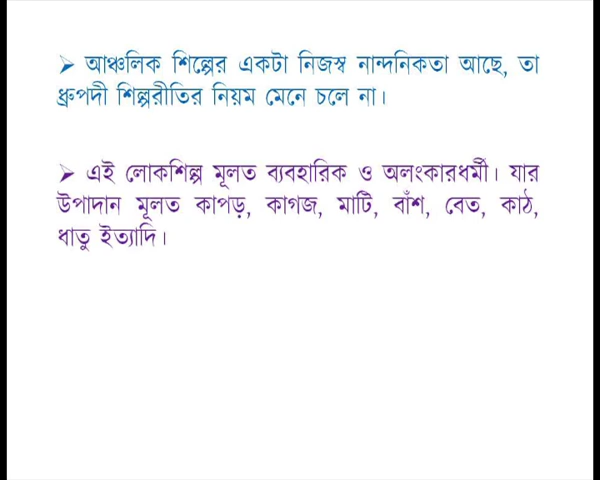 ➢ আঞ্চলিক শিল্পের একটা নিজস্ব নান্দনিকতা আছে, তা
ধ্রুপদী শিল্পরীতির নিয়ম মেনে চলে না।
➢ এই লোকশিল্প মূলত ব্যবহারিক ও অলংকারধর্মী। যার
উপাদান মূলত কাপড়, কাগজ, মাটি, বাঁশ, বেত, কাঠ,
ধাতু ইত্যাদি।